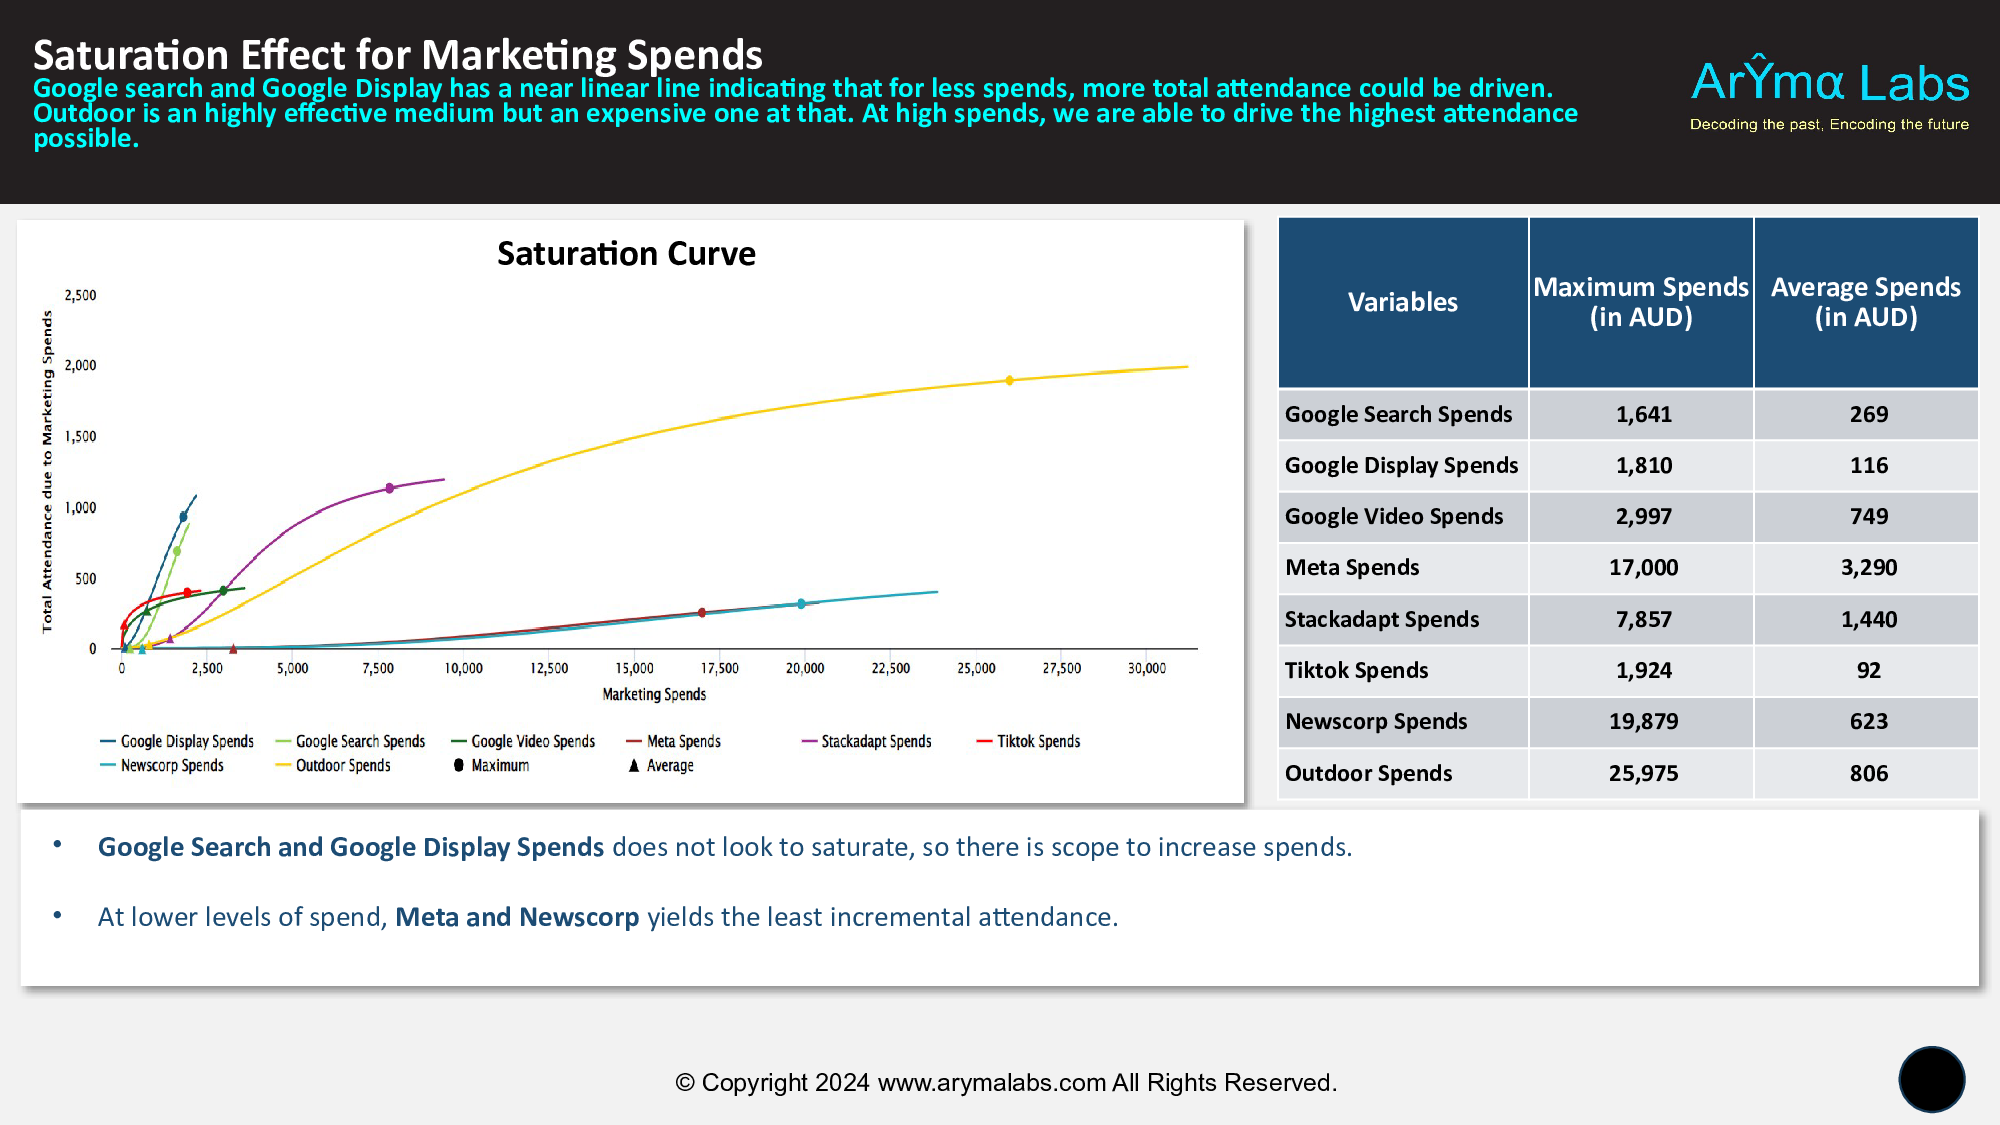 Saturation Effect for Marketing Spends
Google search and Google Display has a near linear line indicating that for less spends, more total attendance could be driven.
Outdoor is an highly effective medium but an expensive one at that. At high spends, we are able to drive the highest attendance
possible.
ArŶmα Labs
Decoding the past, Encoding the future
Saturation Curve
Total Attendance due to Marketing Spends
2,500
2,000
1,500
1,000
500
0
0 2,500 5,000 7,500 10,000 12,500 15,000 17,500 20,000 22,500 25,000 27,500 30,000
Marketing Spends
Google Display Spends Google Search Spends Google Video Spends Meta Spends Stackadapt Spends Tiktok Spends
Newscorp Spends Outdoor Spends Maximum Average
Variables Maximum Spends (in AUD) Average Spends (in AUD)
Google Search Spends 1,641 269
Google Display Spends 1,810 116
Google Video Spends 2,997 749
Meta Spends 17,000 3,290
Stackadapt Spends 7,857 1,440
Tiktok Spends 1,924 92
Newscorp Spends 19,879 623
Outdoor Spends 25,975 806
• Google Search and Google Display Spends does not look to saturate, so there is scope to increase spends.
• At lower levels of spend, Meta and Newscorp yields the least incremental attendance.
© Copyright 2024 www.arymalabs.com All Rights Reserved.